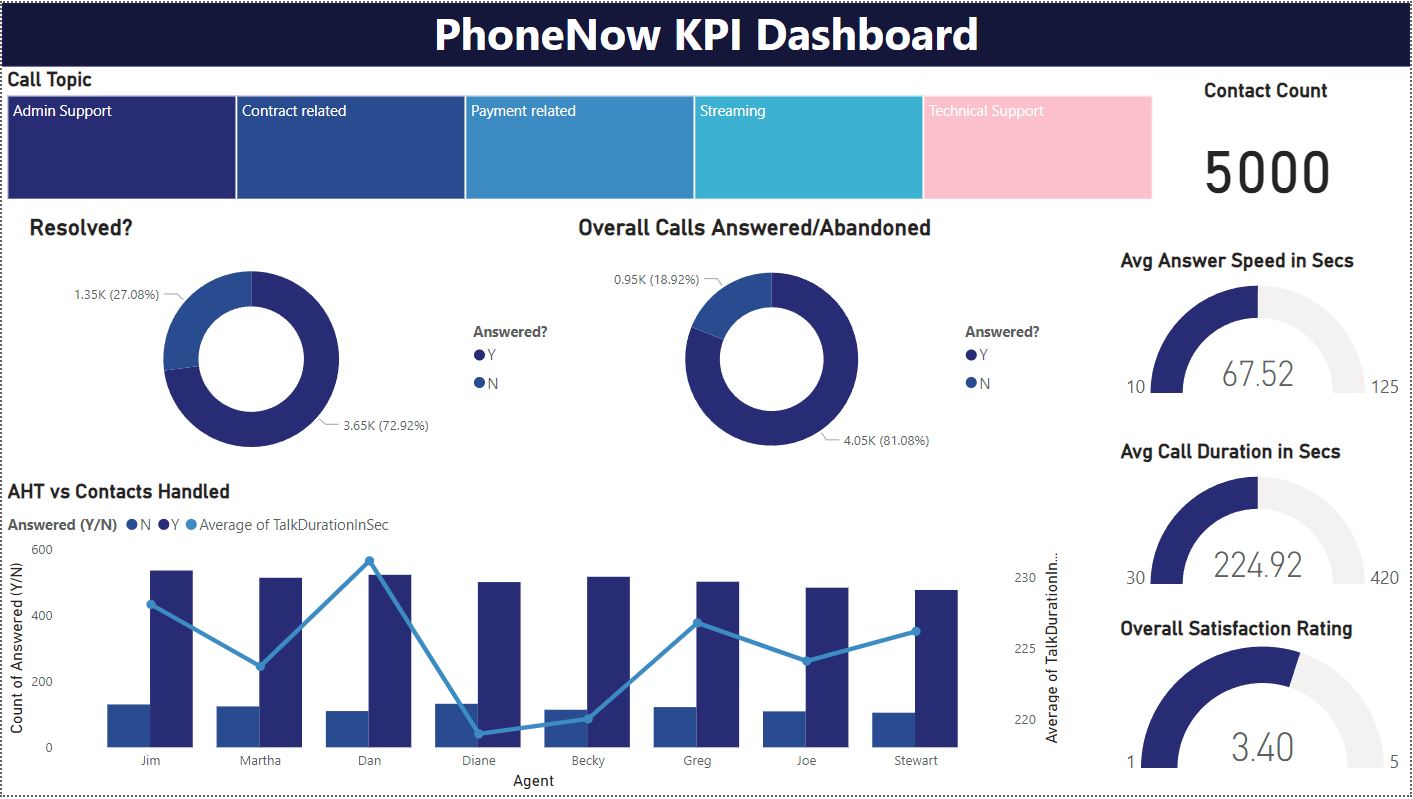 PhoneNow KPI Dashboard
Call Topic
Admin Support
Contract related
Payment related
Streaming
Technical Support
Contact Count
5000
Resolved?
1.35K (27.08%)
3.65K (72.92%)
Answered?
Y
N
Overall Calls Answered/Abandoned
0.95K (18.92%)
4.05K (81.08%)
Answered?
Y
N
Avg Answer Speed in Secs
67.52
10
125
Avg Call Duration in Secs
224.92
30
420
Overall Satisfaction Rating
3.40
1
5
AHT vs Contacts Handled
Answered (Y/N) N Y Average of TalkDurationInSec
Count of Answered (Y/N)
600
400
200
0
230
225
220
Average of TalkDurationIn...
Jim Martha Dan Diane Becky Greg Joe Stewart
Agent